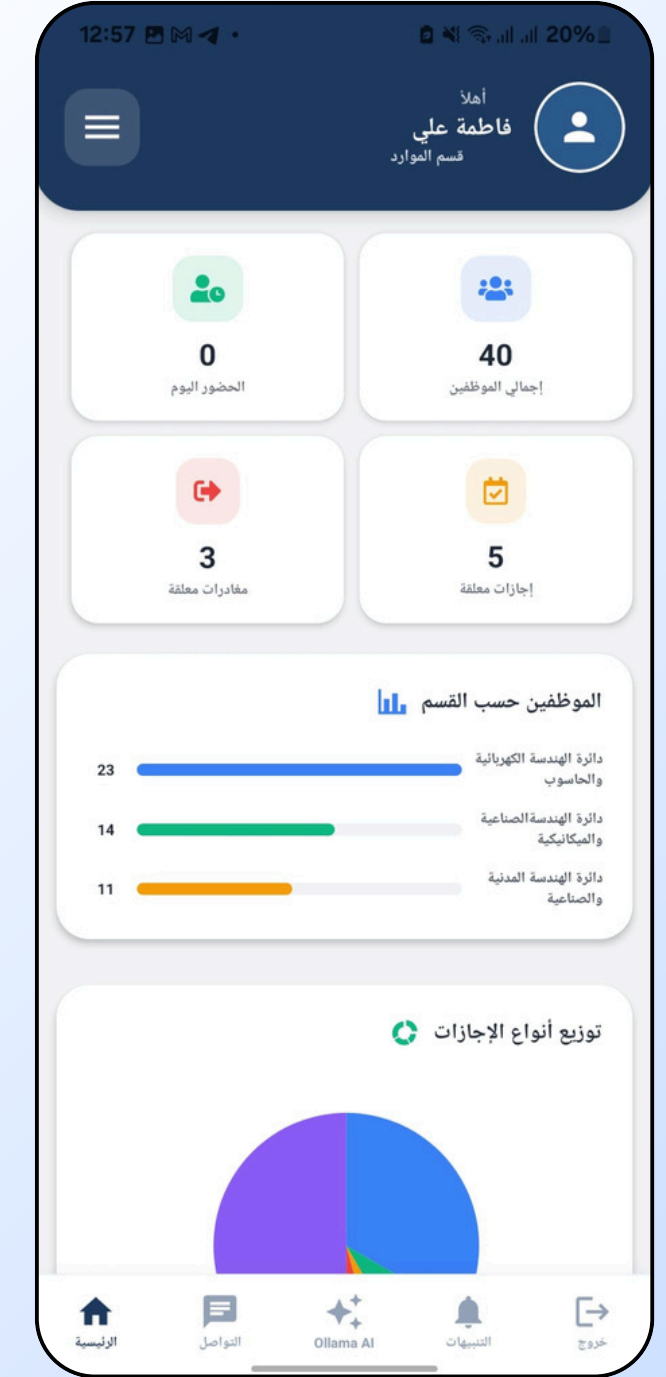 12:57
20%
أهلاً
فاطمة علي
قسم الموارد
40
إجمالي الموظفين
0
الحضور اليوم
5
إجازات معلقة
3
مغادرات معلقة
الموظفين حسب القسم
دائرة الهندسة الكهربائية
والحاسوب
23
دائرة الهندسةالصناعية
والميكانيكية
14
دائرة الهندسة المدنية
والصناعية
11
توزيع أنواع الإجازات
خروج
التنبيهات
Ollama AI
التواصل
الرئيسية